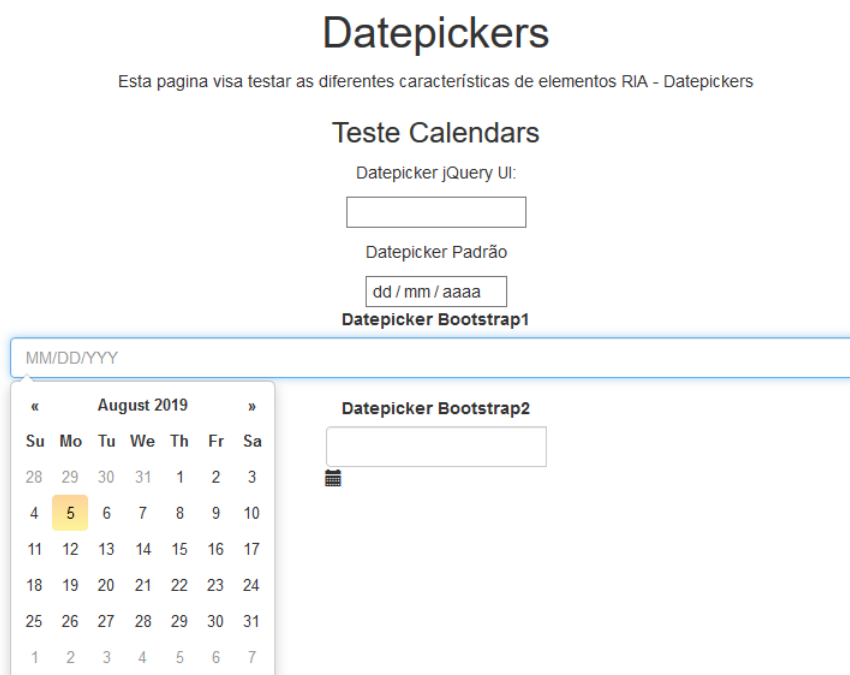 Datepickers
Esta pagina visa testar as diferentes características de elementos RIA - Datepickers
Teste Calendars
Datepicker jQuery UI:
Datepicker Padrão
dd / mm / aaaa
Datepicker Bootstrap1
MM/DD/YYY
« August 2019 »
Su Mo Tu We Th Fr Sa
28 29 30 31 1 2 3
4 5 6 7 8 9 10
11 12 13 14 15 16 17
18 19 20 21 22 23 24
25 26 27 28 29 30 31
1 2 3 4 5 6 7
Datepicker Bootstrap2